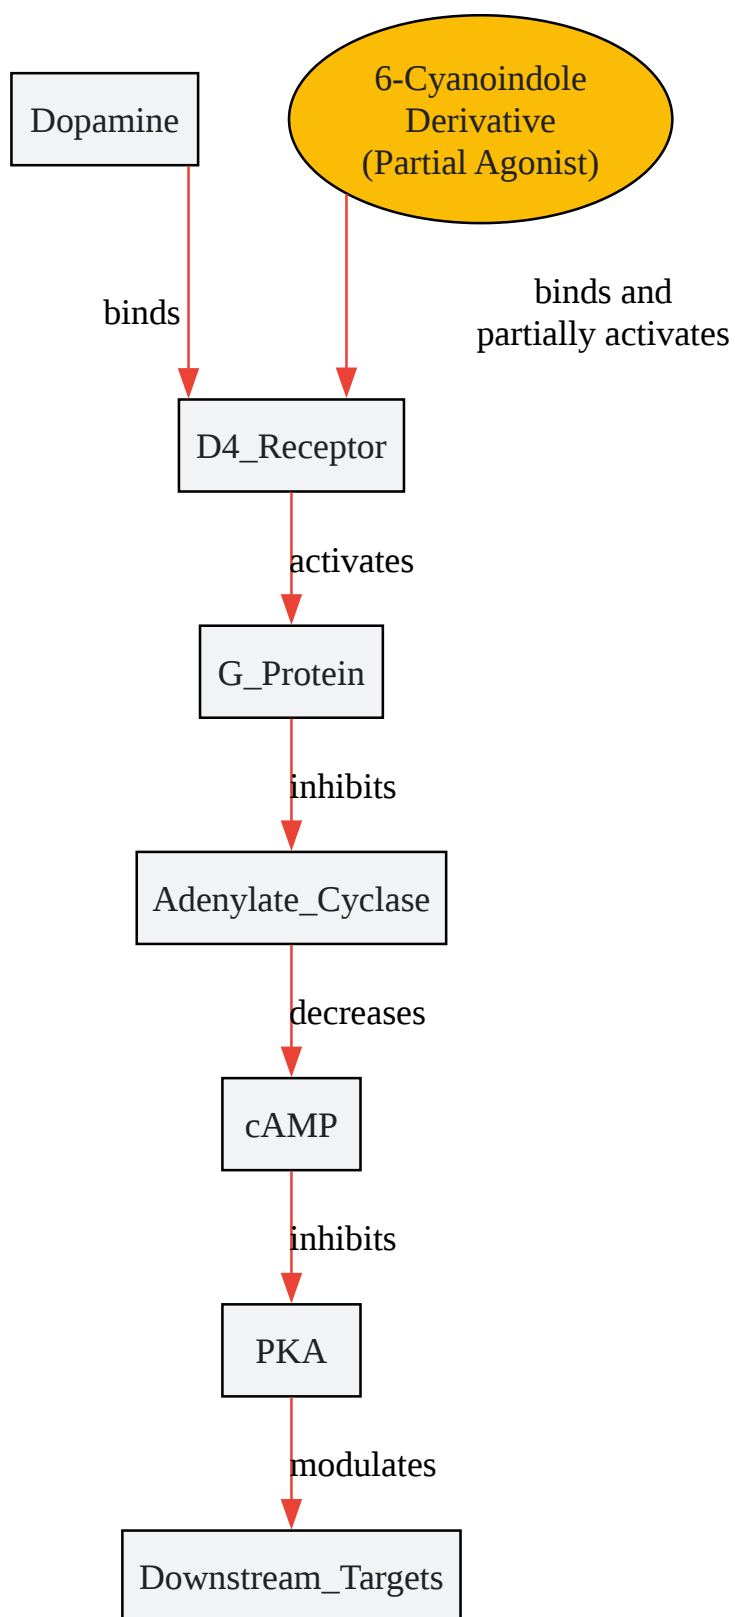 Dopamine
6-Cyanoindole
Derivative
(Partial Agonist)
binds
binds and
partially activates
D4_Receptor
activates
G_Protein
inhibits
Adenylate_Cyclase
decreases
cAMP
inhibits
PKA
modulates
Downstream_Targets